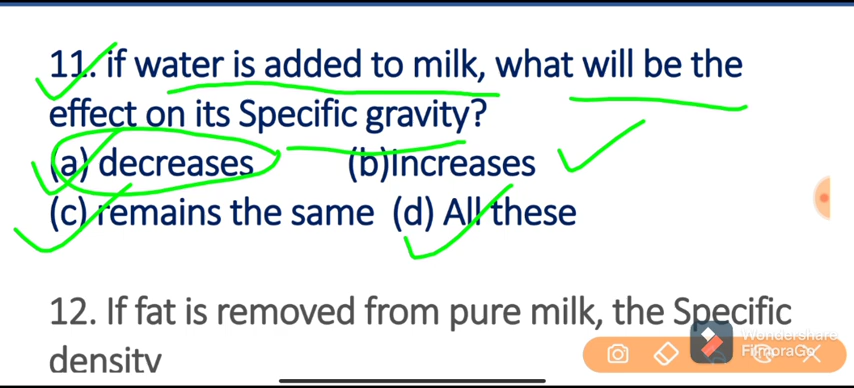 11. if water is added to milk, what will be the
effect on its Specific gravity?
(a) decreases (b)Increases
(c) remains the same (d) All these
12. If fat is removed from pure milk, the Specific
density
Wondershare
FilmoraGo